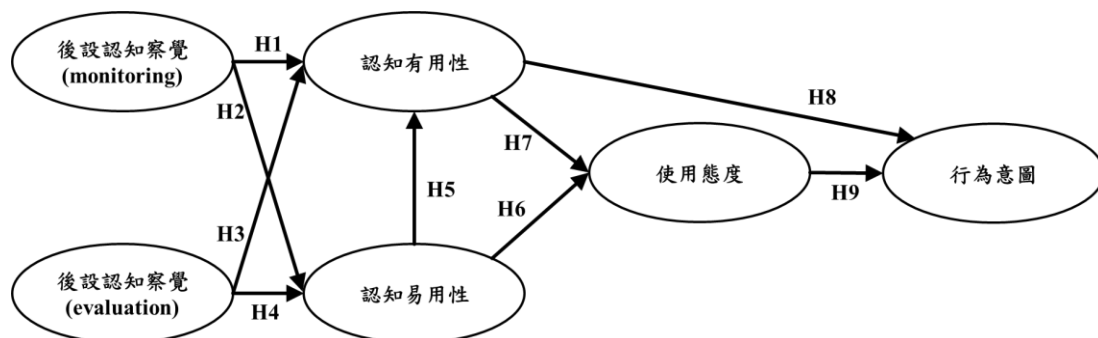 後設認知察覺
(monitoring)
H1
認知有用性
H2
H8
H7
使用態度
H9
行為意圖
H5
H6
H3
後設認知察覺
(evaluation)
H4
認知易用性